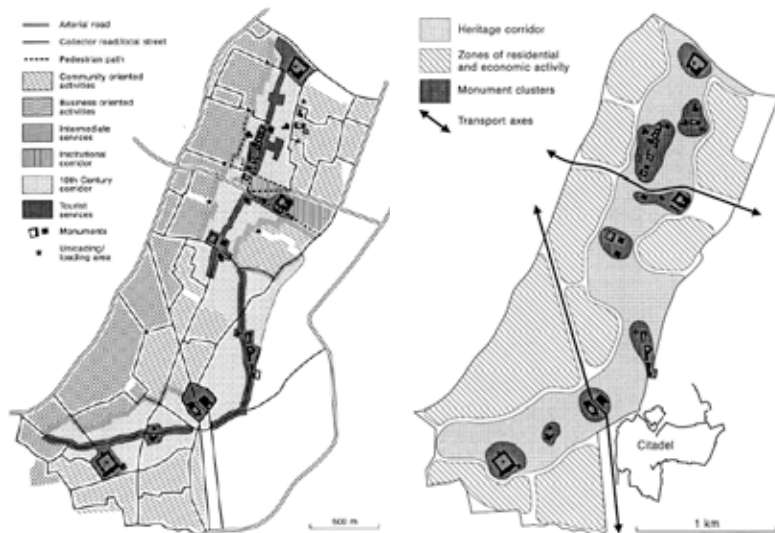 Arterial road
Collector road/local street
Pedestrian path
Community oriented
activities
Business oriented
activities
Intermediate
services
Institutional
corridor
19th Century
corridor
Tourist
services
Monuments
Unloading/
loading area
500 m
Heritage corridor
Zones of residential
and economic activity
Monument clusters
Transport axes
Citadel
1 km